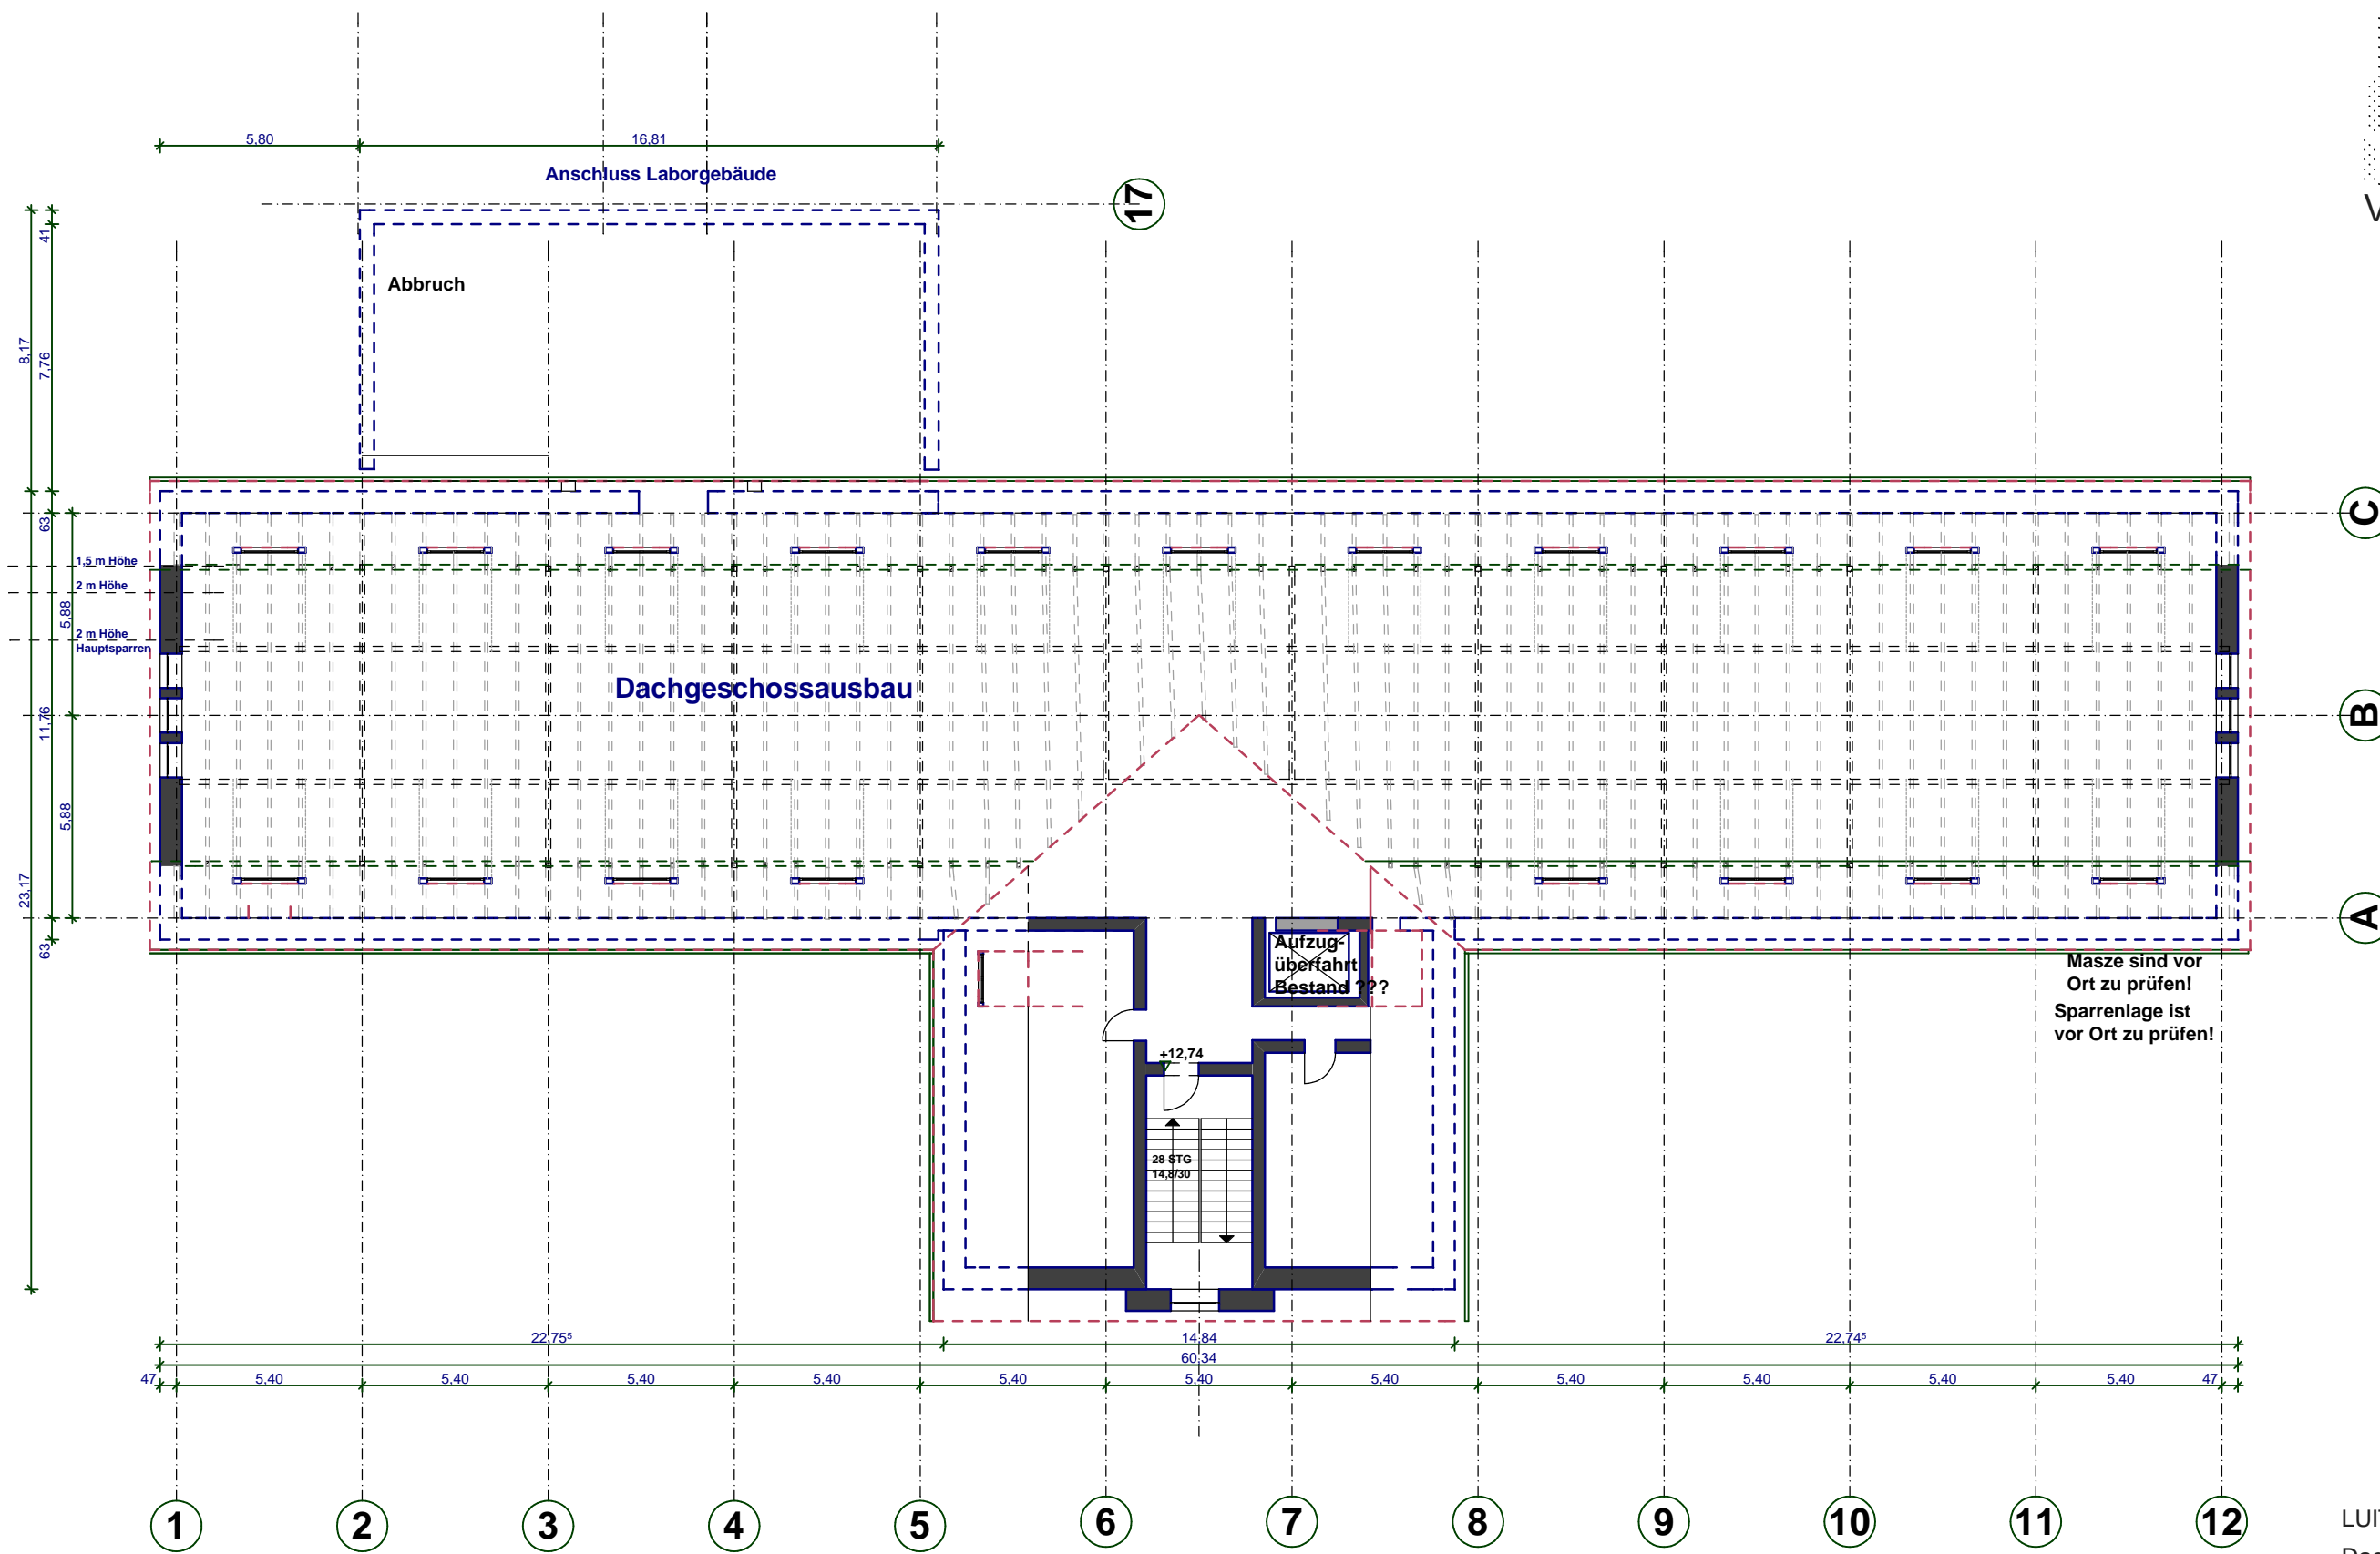 5,80
16,81
Anschluss Laborgebäude
17
V
41
Abbruch
8,17
7,76
63
C
1,5 m Höhe
2 m Höhe
5,88
2 m Höhe
Hauptsparren
Dachgeschossausbau
11,76
B
5,88
23,17
A
63
Aufzug-
überfahrt
Bestand ???
Masze sind vor
Ort zu prüfen!
Sparrenlage ist
vor Ort zu prüfen!
+12,74
28 STG
14,8/30
22,75⁵
14,84
22,74⁵
60,34
47
5,40
5,40
5,40
5,40
5,40
5,40
5,40
5,40
5,40
5,40
5,40
47
1
2
3
4
5
6
7
8
9
10
11
12